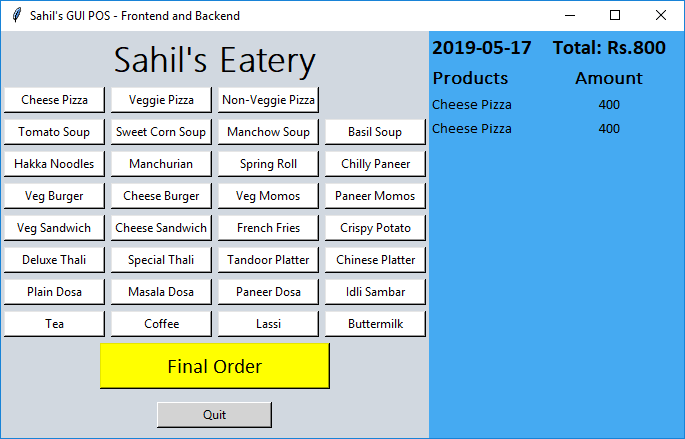 Sahil's GUI POS - Frontend and Backend
Sahil's Eatery
Cheese Pizza Veggie Pizza Non-Veggie Pizza
Tomato Soup Sweet Corn Soup Manchow Soup Basil Soup
Hakka Noodles Manchurian Spring Roll Chilly Paneer
Veg Burger Cheese Burger Veg Momos Paneer Momos
Veg Sandwich Cheese Sandwich French Fries Crispy Potato
Deluxe Thali Special Thali Tandoor Platter Chinese Platter
Plain Dosa Masala Dosa Paneer Dosa Idli Sambar
Tea Coffee Lassi Buttermilk
Final Order
Quit
2019-05-17 Total: Rs.800
Products Amount
Cheese Pizza 400
Cheese Pizza 400